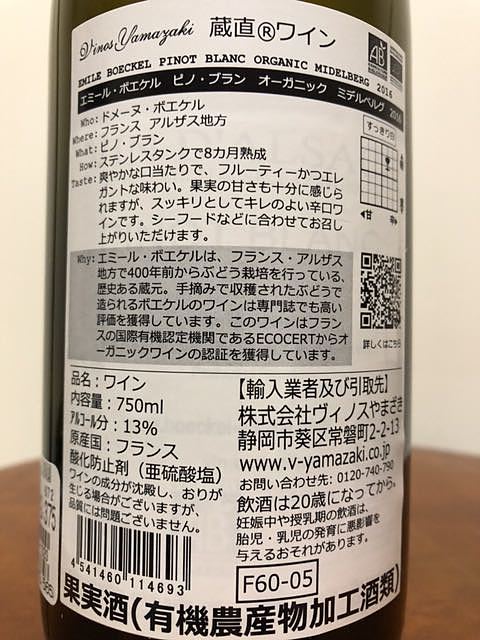 Vinos Yamazaki 蔵直Ⓡワイン
AB
EMILE BOECKEL PINOT BLANC ORGANIC MIDELBERG 2016
エミール・ボエケル ピノ・ブラン オーガニック ミデルベルグ 2016
Who:ドメーヌ・ボエケル
Where:フランス アルザス地方
What:ピノ・ブラン
How:ステンレスタンクで8カ月熟成
Taste:爽やかな口当たりで、フルーティーかつエレ
ガントな味わい。果実の甘さも十分に感じら
れますが、スッキリとしてキレのよい辛口ワ
インです。シーフードなどに合わせてお召し
上がりいただけます。
すっきり白
◀甘 辛▶
Why:エミール・ボエケルは、フランス・アルザス
地方で400年前からぶどう栽培を行っている、
歴史ある蔵元。手摘みで収穫されたぶどうで
造られるボエケルのワインは専門誌でも高い
評価を獲得しています。このワインはフラン
スの国際有機認定機関であるECOCERTからオ
ーガニックワインの認証を獲得しています。
詳しくはこちら
品名：ワイン
内容量：750ml
アルコール分：13%
原産国：フランス
酸化防止剤（亜硫酸塩）
ワインの成分が沈殿し、おりが
生じる場合がございますが、
品質には問題ございません。
4 541460 114693
【輸入業者及び引取先】
株式会社ヴィノスやまざき
静岡市葵区常磐町2-2-13
www.v-yamazaki.co.jp
お問い合わせ先：0120-740-790
飲酒は20歳になってから。
妊娠中や授乳期の飲酒は、
胎児・乳児の発育に悪影響を
与えるおそれがあります。
F60-05
果実酒(有機農産物加工酒類)